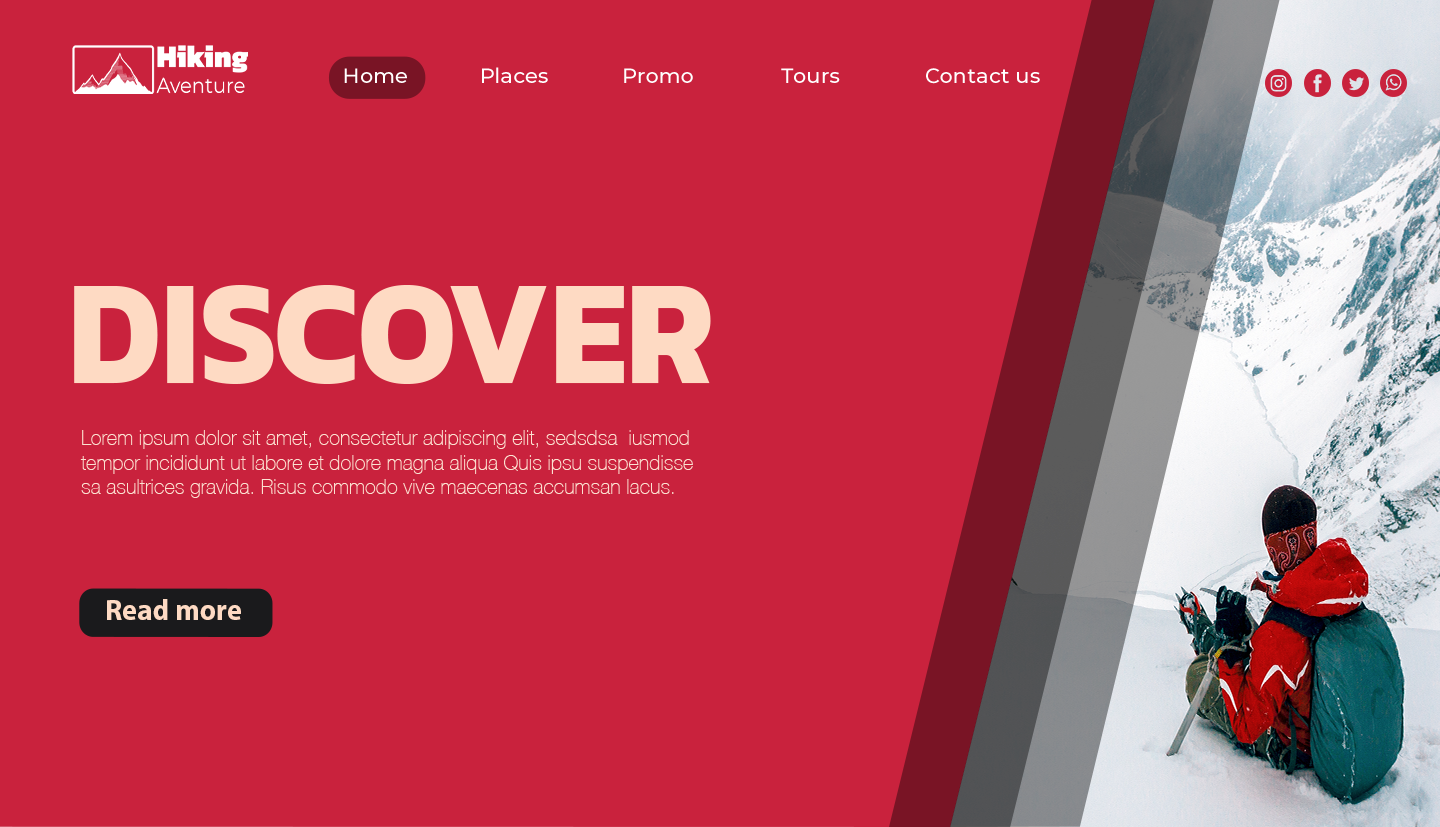 Hiking
Aventure
Home Places Promo Tours Contact us
DISCOVER
Lorem ipsum dolor sit amet, consectetur adipiscing elit, sedsdsa iusmod
tempor incididunt ut labore et dolore magna aliqua Quis ipsu suspendisse
sa asultrices gravida. Risus commodo vive maecenas accumsan lacus.
Read more